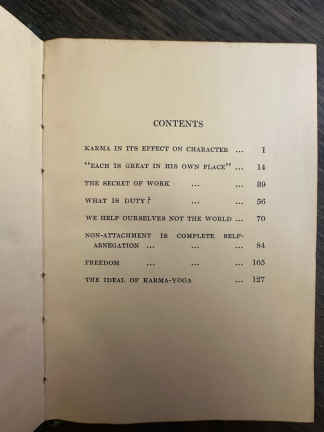 CONTENTS
KARMA IN ITS EFFECT ON CHARACTER ... 1
"EACH IS GREAT IN HIS OWN PLACE" ... 14
THE SECRET OF WORK ... ... 39
WHAT IS DUTY? ... ... 56
WE HELP OURSELVES NOT THE WORLD ... 70
NON-ATTACHMENT IS COMPLETE SELF-
ABNEGATION ... ... ... 84
FREEDOM ... ... ... 105
THE IDEAL OF KARMA-YOGA ... 127